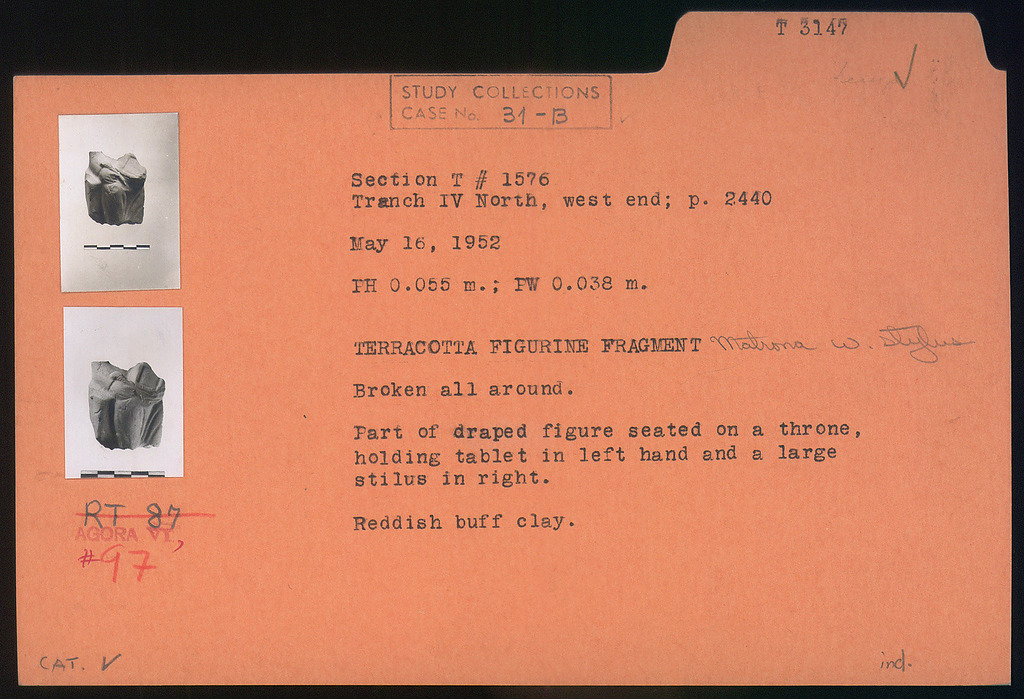 T 3147
STUDY COLLECTIONS
CASE No. 31-B
Section T # 1576
Tranch IV North, west end; p. 2440
May 16, 1952
PH 0.055 m.; PW 0.038 m.
TERRACOTTA FIGURINE FRAGMENT Matrona w. stylus
Broken all around.
Part of draped figure seated on a throne,
holding tablet in left hand and a large
stilus in right.
Reddish buff clay.
RT 87
AGORA VI,
#97
CAT. ✓
ind.